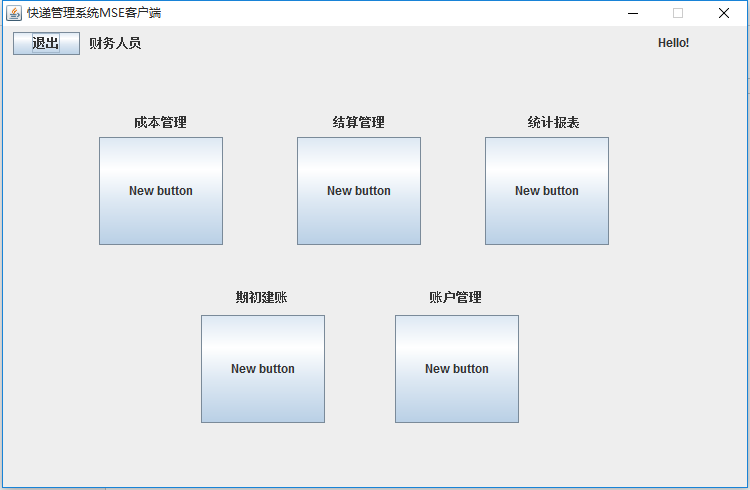 快递管理系统MSE客户端
退出 财务人员 Hello!
成本管理 结算管理 统计报表
New button New button New button
期初建账 账户管理
New button New button